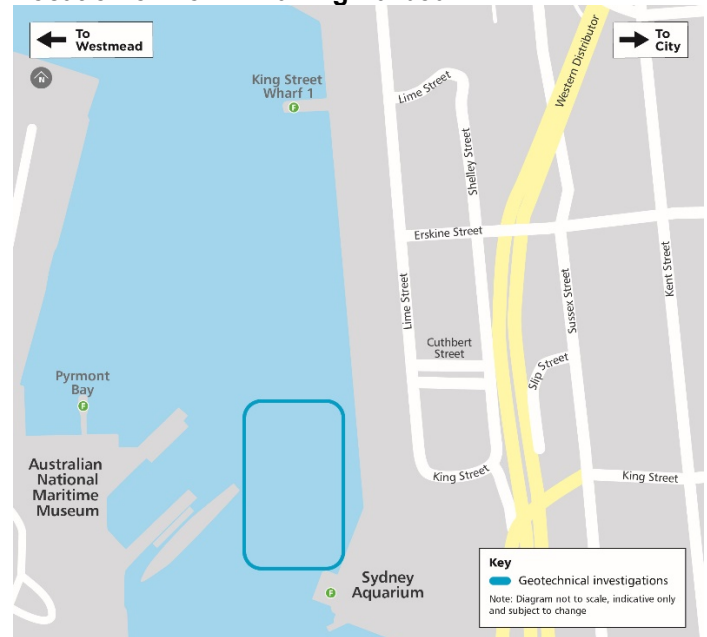 To
Westmead
To
City
N
King Street
Wharf 1
F
Lime Street
Shelley Street
Western Distributor
Erskine Street
Lime Street
Sussex Street
Kent Street
Cuthbert
Street
Slip Street
Pyrmont
Bay
F
Australian
National
Maritime
Museum
King Street
King Street
Sydney
Aquarium
F
Key
Geotechnical investigations
Note: Diagram not to scale, indicative only
and subject to change